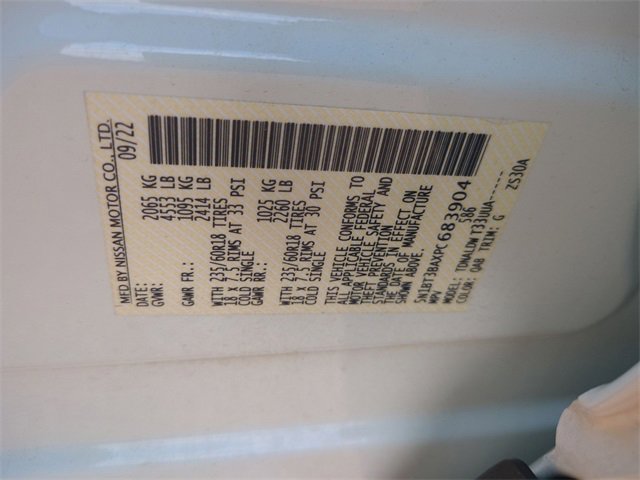 MFD BY NISSAN MOTOR CO., LTD.
DATE: 09/22
GVWR: 2065 KG
4553 LB
GAWR FR: 1095 KG
2414 LB
WITH 235/60R18 TIRES
18 x 7.5 RIMS AT 33 PSI
COLD SINGLE
GAWR RR: 1025 KG
2260 LB
WITH 235/60R18 TIRES
18 x 7.5 RIMS AT 30 PSI
COLD SINGLE
THIS VEHICLE CONFORMS TO
ALL APPLICABLE FEDERAL
MOTOR VEHICLE SAFETY AND
THEFT PREVENTION
STANDARDS IN EFFECT ON
THE DATE OF MANUFACTURE
SHOWN ABOVE.
5N1BT3BAXPC683904
MPV 386
MODEL: TDNALDWT33UUA-----
COLOR: QAB TRIM: G ZS30A